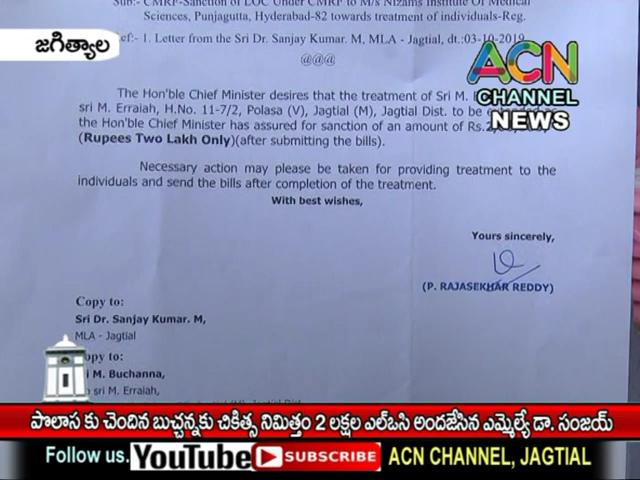 Sub:- CMRF-Sanction of LOC Under CMRF to M/s Nizams Institute Of Medical
Sciences, Punjagutta, Hyderabad-82 towards treatment of individuals-Reg.
జగిత్యాల
Ref:- 1. Letter from the Sri Dr. Sanjay Kumar. M, MLA - Jagtial, dt.:03-10-2019
@@@
ACN
CHANNEL
NEWS
The Hon'ble Chief Minister desires that the treatment of Sri M.
sri M. Erraiah, H.No. 11-7/2, Polasa (V), Jagtial (M), Jagtial Dist. to be
the Hon'ble Chief Minister has assured for sanction of an amount of Rs.2,
(Rupees Two Lakh Only)(after submitting the bills).
Necessary action may please be taken for providing treatment to the
individuals and send the bills after completion of the treatment.
With best wishes,
Yours sincerely,
(P. RAJASEKHAR REDDY)
Copy to:
Sri Dr. Sanjay Kumar. M,
MLA - Jagtial
Copy to:
M. Buchanna,
sri M. Erraiah,
పొలాస కు చెందిన బుచ్చన్నకు చికిత్స నిమిత్తం 2 లక్షల ఎల్ఒసి అందజేసిన ఎమ్మెల్యే డా. సంజయ్
Follow us. YouTube SUBSCRIBE ACN CHANNEL, JAGTIAL